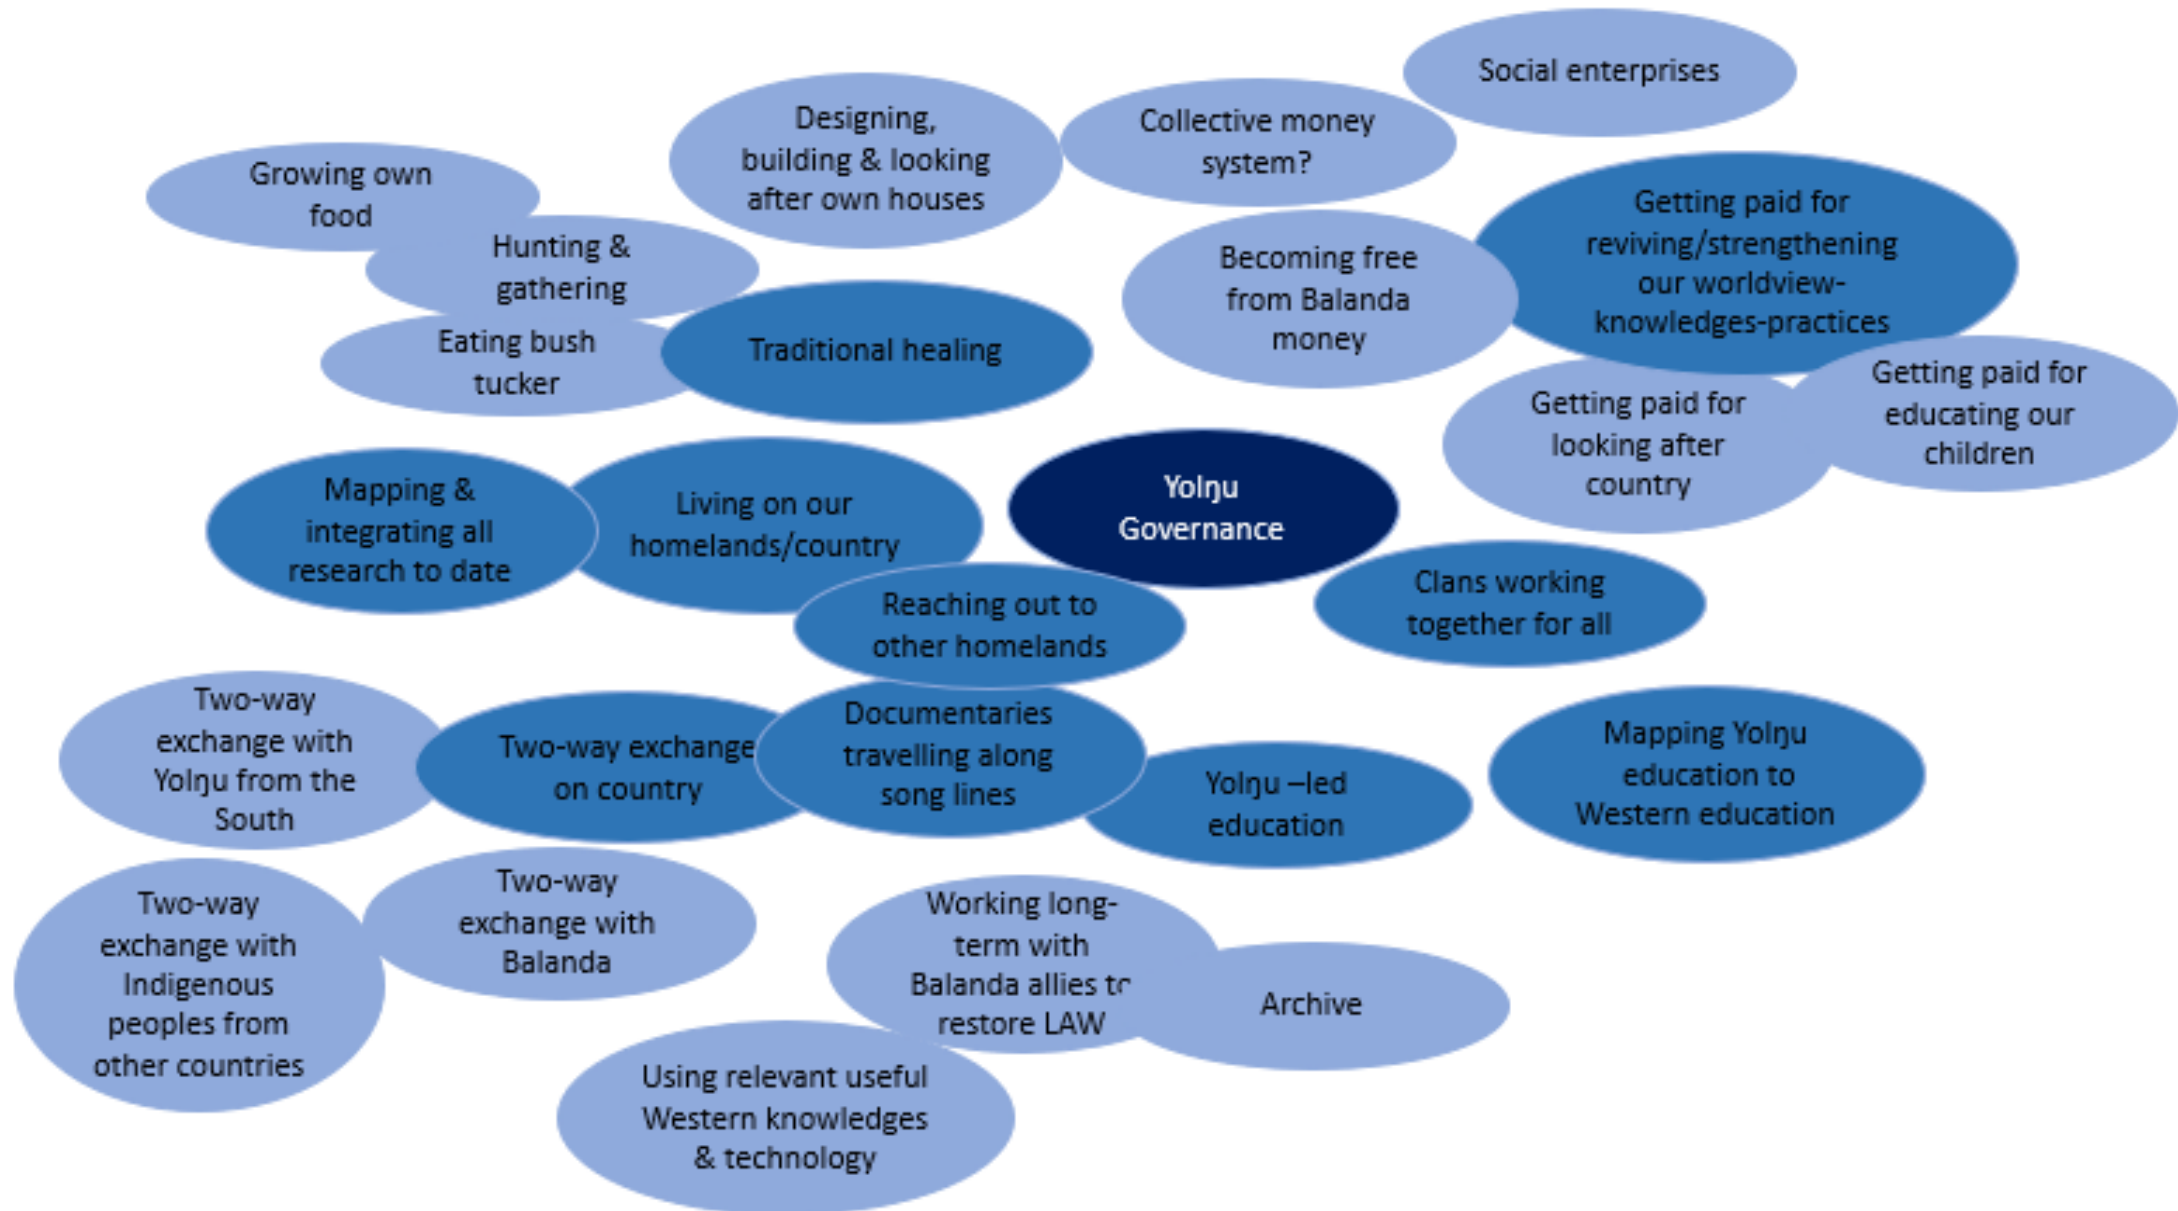 Social enterprises
Designing,
building & looking
after own houses
Collective money
system?
Growing own
food
Getting paid for
reviving/strengthening
our worldview-
knowledges-practices
Hunting &
gathering
Becoming free
from Balanda
money
Eating bush
tucker
Traditional healing
Getting paid for
educating our
children
Getting paid for
looking after
country
Mapping &
integrating all
research to date
Living on our
homelands/country
Yolŋu
Governance
Reaching out to
other homelands
Clans working
together for all
Two-way
exchange with
Yolŋu from the
South
Two-way exchange
on country
Documentaries
travelling along
song lines
Yolŋu –led
education
Mapping Yolŋu
education to
Western education
Two-way
exchange with
Indigenous
peoples from
other countries
Two-way
exchange with
Balanda
Working long-
term with
Balanda allies to
restore LAW
Archive
Using relevant useful
Western knowledges
& technology